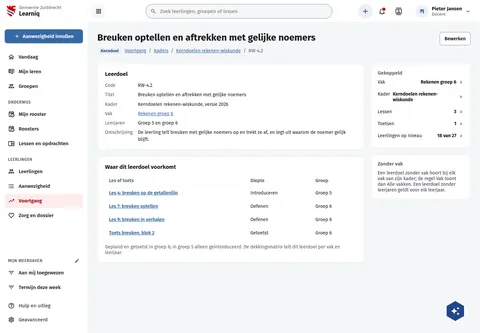 Gemeente Zuiddrecht
Learniq
Zoek leerlingen, groepen of lessen
PJ
Pieter Jansen
Docent
Aanwezigheid invullen
Vandaag
Mijn leren
Groepen
ONDERWIJS
Mijn rooster
Roosters
Lessen en opdrachten
LEERLINGEN
Leerlingen
Aanwezigheid
Voortgang
Zorg en dossier
MIJN WEERGAVEN
Aan mij toegewezen
Termijn deze week
Hulp en uitleg
Geavanceerd
Breuken optellen en aftrekken met gelijke noemers
Kerndoel Voortgang / Kaders / Kerndoelen rekenen-wiskunde / RW-4.2
Bewerken
Leerdoel
Code RW-4.2
Titel Breuken optellen en aftrekken met gelijke noemers
Kader Kerndoelen rekenen-wiskunde, versie 2026
Vak Rekenen groep 6
Leerjaren Groep 5 en groep 6
Omschrijving De leerling telt breuken met gelijke noemers op en trekt ze af, en legt uit waarom de noemer gelijk blijft.
Waar dit leerdoel voorkomt
Les of toets Diepte Groep
Les 4: breuken op de getallenlijn Introduceren Groep 5
Les 7: breuken optellen Oefenen Groep 6
Les 9: breuken in verhalen Oefenen Groep 6
Toets breuken, blok 2 Getoetst Groep 6
Gepland en getoetst in groep 6, in groep 5 alleen geïntroduceerd. De dekkingsmatrix telt dit leerdoel per vak en leerjaar.
Gekoppeld
Vak Rekenen groep 6
Kader Kerndoelen rekenen-wiskunde
Lessen 3
Toetsen 1
Leerlingen op niveau 18 van 27
Zonder vak
Een leerdoel zonder vak hoort bij elk vak van zijn kader; de regel Vak toont dan Alle vakken. Een leerdoel zonder leerjaren geldt voor elk leerjaar.